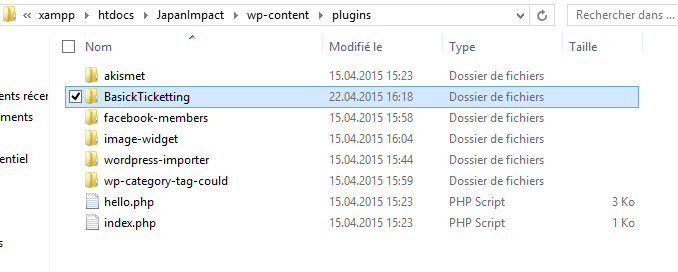 « xampp › htdocs › JapanImpact › wp-content › plugins Rechercher dans ...
Nom Modifié le Type Taille
akismet 15.04.2015 15:23 Dossier de fichiers
ents récer BasickTicketting 22.04.2015 16:18 Dossier de fichiers
ments facebook-members 15.04.2015 15:58 Dossier de fichiers
image-widget 15.04.2015 16:04 Dossier de fichiers
entiel wordpress-importer 15.04.2015 15:44 Dossier de fichiers
wp-category-tag-could 15.04.2015 15:59 Dossier de fichiers
hello.php 15.04.2015 15:23 PHP Script 3 Ko
index.php 15.04.2015 15:23 PHP Script 1 Ko
s